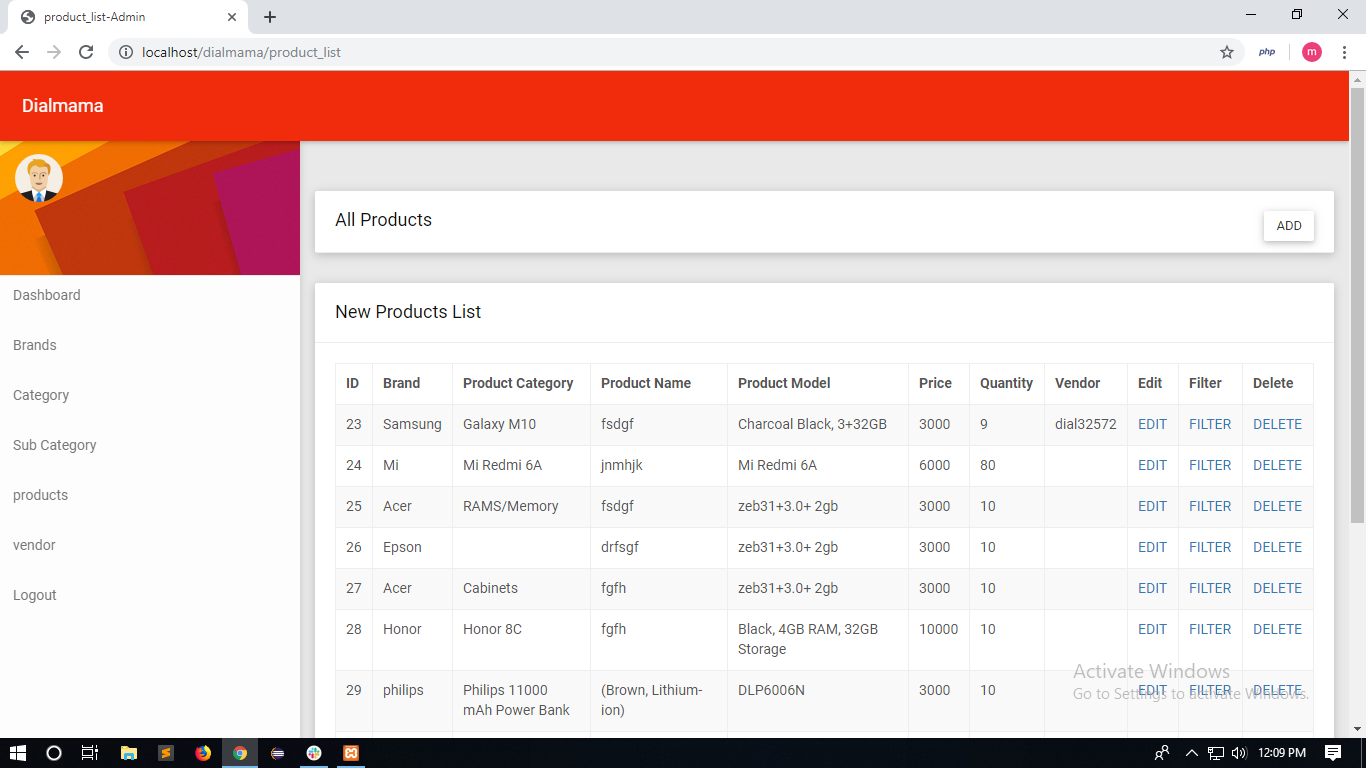 product_list-Admin
localhost/dialmama/product_list
php
m
Dialmama
All Products
ADD
Dashboard
Brands
Category
Sub Category
products
vendor
Logout
New Products List
ID Brand Product Category Product Name Product Model Price Quantity Vendor Edit Filter Delete
23 Samsung Galaxy M10 fsdgf Charcoal Black, 3+32GB 3000 9 dial32572 EDIT FILTER DELETE
24 Mi Mi Redmi 6A jnmhjk Mi Redmi 6A 6000 80 EDIT FILTER DELETE
25 Acer RAMS/Memory fsdgf zeb31+3.0+ 2gb 3000 10 EDIT FILTER DELETE
26 Epson drfsgf zeb31+3.0+ 2gb 3000 10 EDIT FILTER DELETE
27 Acer Cabinets fgfh zeb31+3.0+ 2gb 3000 10 EDIT FILTER DELETE
28 Honor Honor 8C fgfh Black, 4GB RAM, 32GB 10000 10 EDIT FILTER DELETE
Storage
29 philips Philips 11000 (Brown, Lithium- DLP6006N 3000 10 EDIT FILTER DELETE
mAh Power Bank ion)
Activate Windows
Go to Settings to activate Windows.
12:09 PM